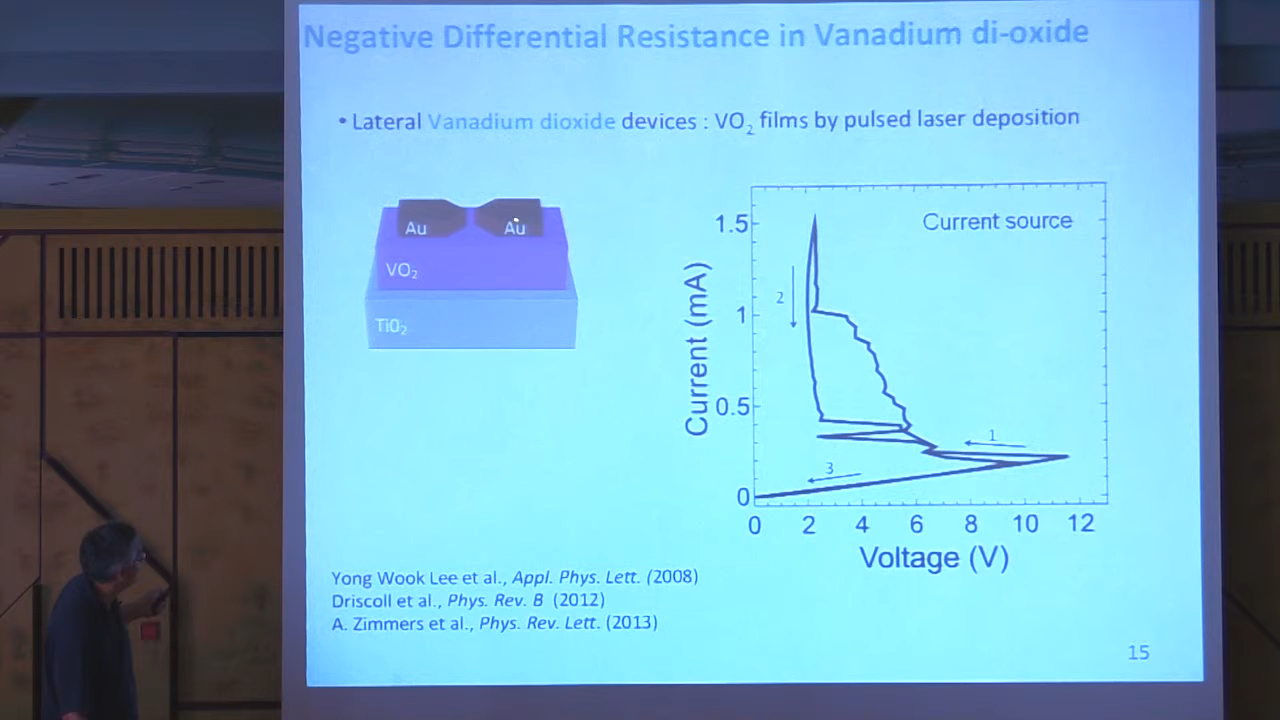 Negative Differential Resistance in Vanadium di-oxide
• Lateral Vanadium dioxide devices : VO₂ films by pulsed laser deposition
Au
Au
VO₂
TiO₂
Current source
Current (mA)
1.5
1
0.5
0
2
1
3
0 2 4 6 8 10 12
Voltage (V)
Yong Wook Lee et al., Appl. Phys. Lett. (2008)
Driscoll et al., Phys. Rev. B (2012)
A. Zimmers et al., Phys. Rev. Lett. (2013)
15